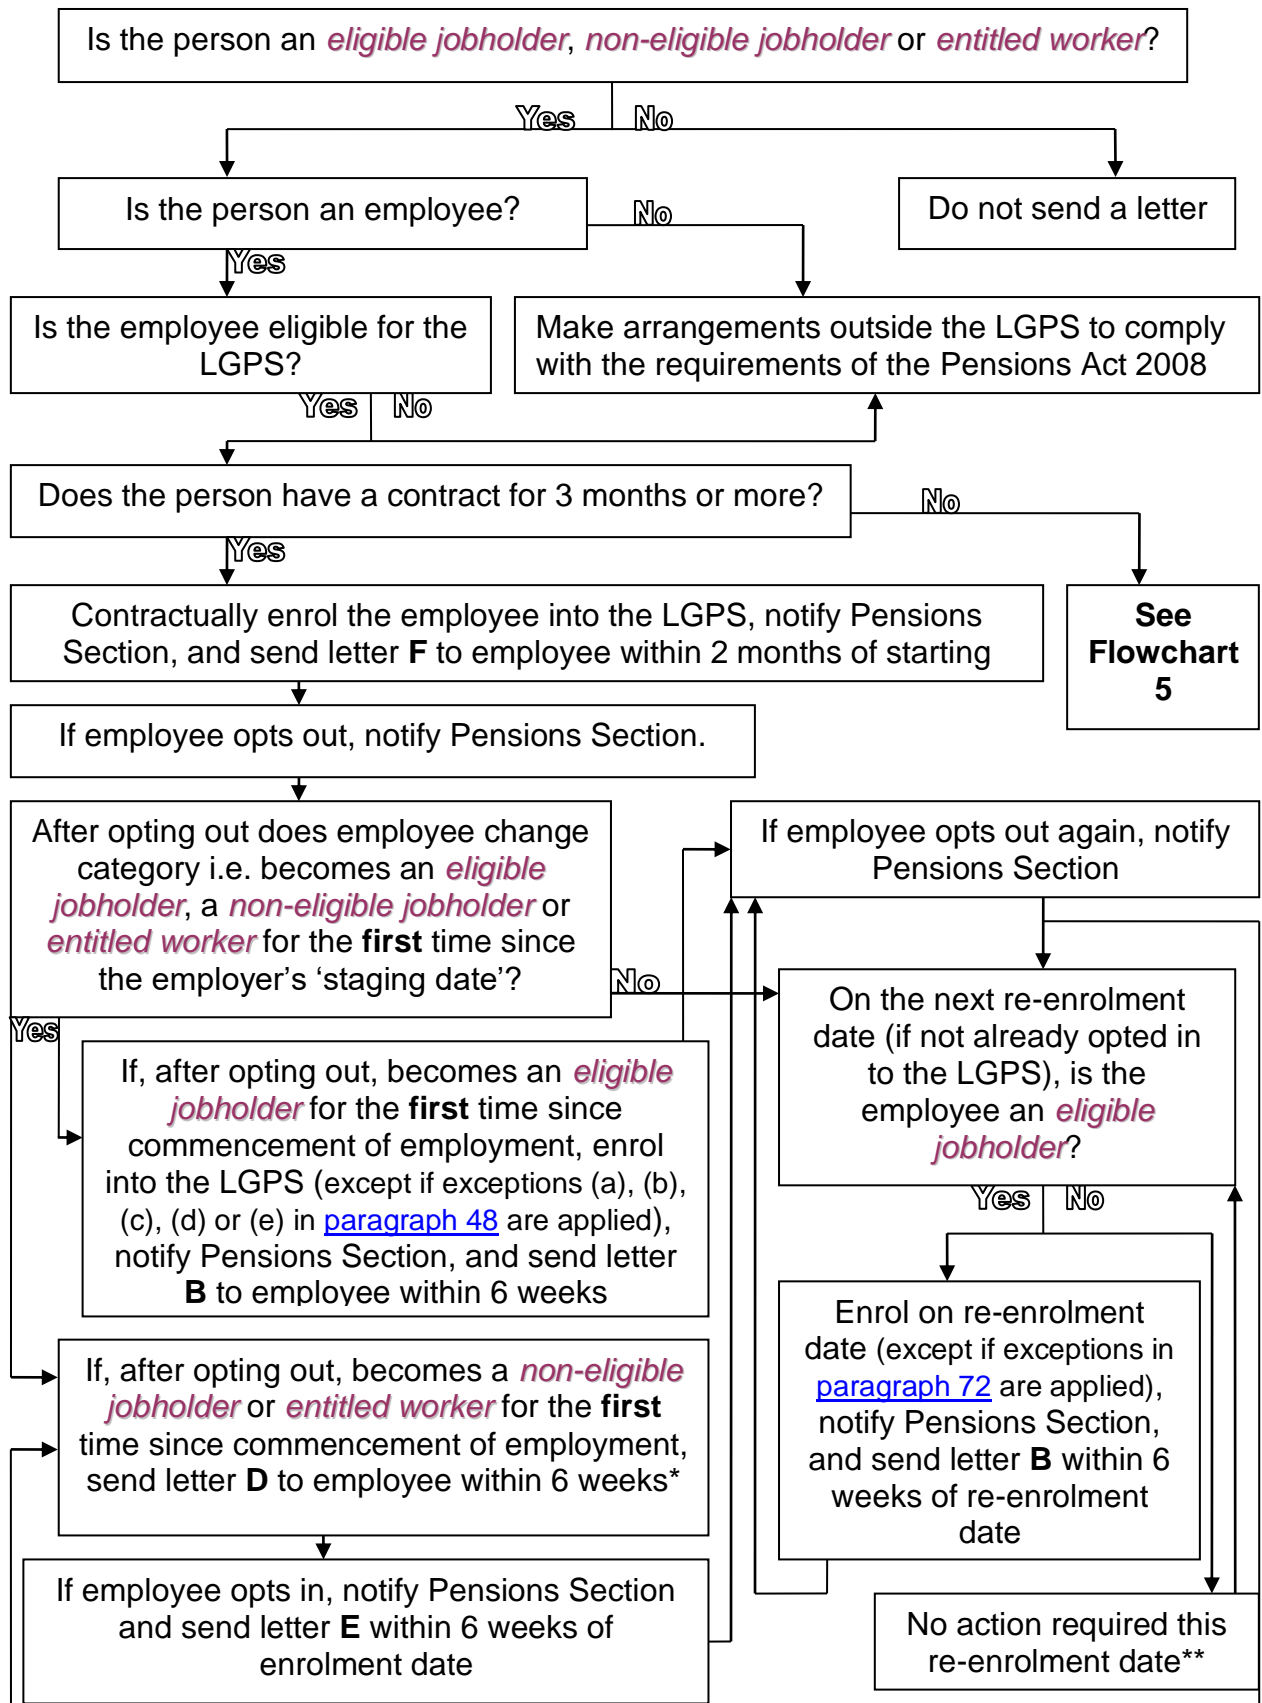 Is the person an eligible jobholder, non-eligible jobholder or entitled worker?
Yes No
Is the person an employee?
No
Do not send a letter
Yes
Is the employee eligible for the
LGPS?
Make arrangements outside the LGPS to comply
with the requirements of the Pensions Act 2008
Yes No
Does the person have a contract for 3 months or more?
No
Yes
Contractually enrol the employee into the LGPS, notify Pensions
Section, and send letter F to employee within 2 months of starting
See
Flowchart
5
If employee opts out, notify Pensions Section.
After opting out does employee change
category i.e. becomes an eligible
jobholder, a non-eligible jobholder or
entitled worker for the first time since
the employer’s ‘staging date’?
If employee opts out again, notify
Pensions Section
No
Yes
On the next re-enrolment
date (if not already opted in
to the LGPS), is the
employee an eligible
jobholder?
Yes No
If, after opting out, becomes an eligible
jobholder for the first time since
commencement of employment, enrol
into the LGPS (except if exceptions (a), (b),
(c), (d) or (e) in paragraph 48 are applied),
notify Pensions Section, and send letter
B to employee within 6 weeks
Enrol on re-enrolment
date (except if exceptions in
paragraph 72 are applied),
notify Pensions Section,
and send letter B within 6
weeks of re-enrolment
date
If, after opting out, becomes a non-eligible
jobholder or entitled worker for the first
time since commencement of employment,
send letter D to employee within 6 weeks*
If employee opts in, notify Pensions Section
and send letter E within 6 weeks of
enrolment date
No action required this
re-enrolment date**